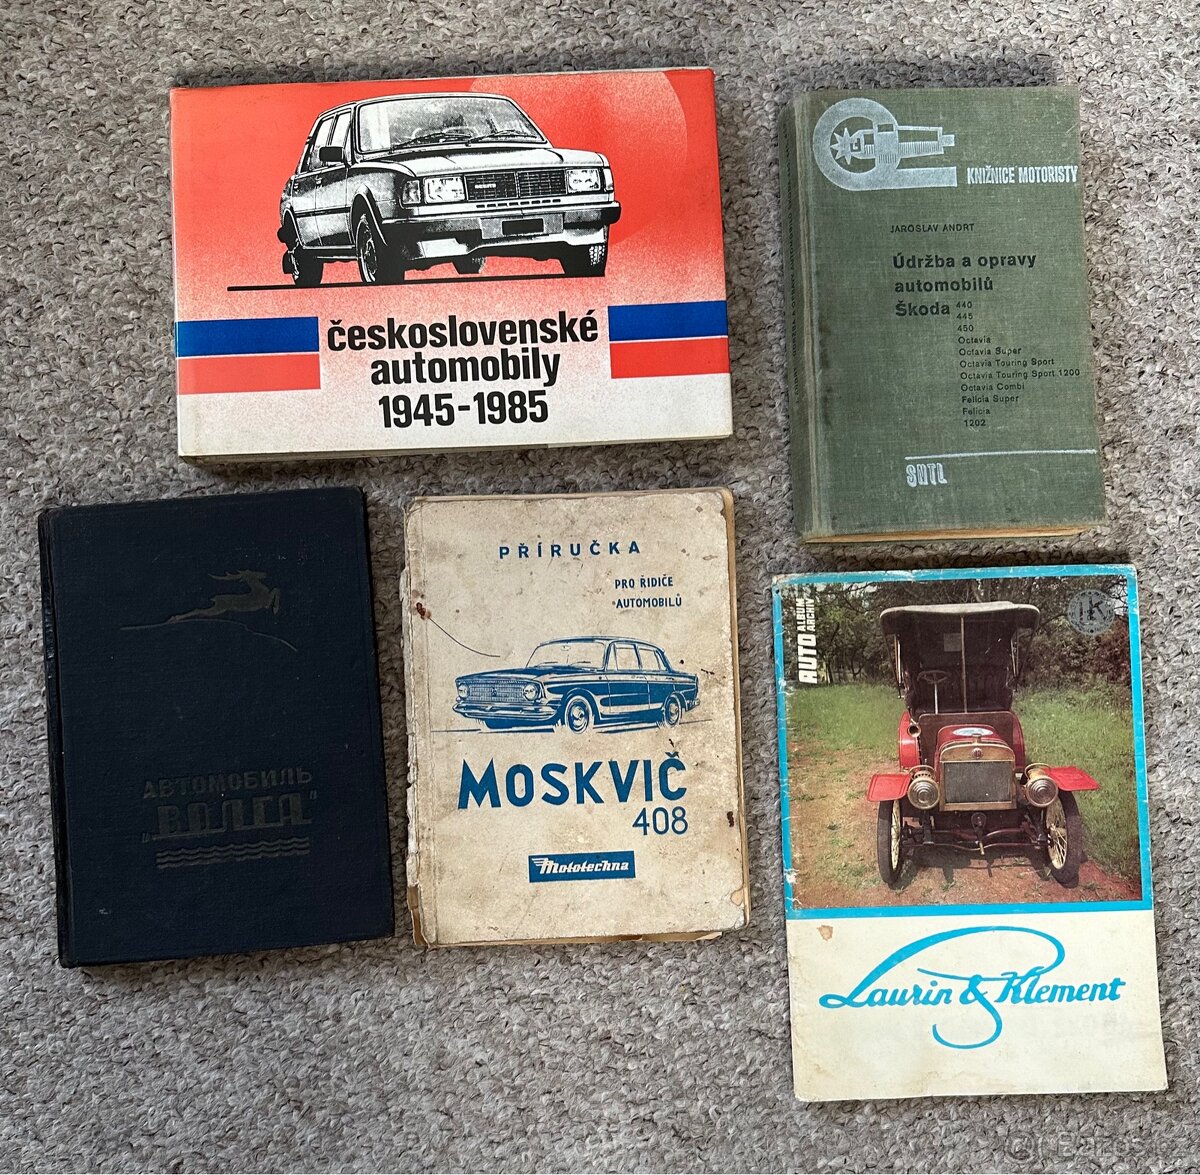 československé
automobily
1945-1985
KNIŽNICE MOTORISTY
JAROSLAV ANDRT
Údržba a opravy
automobilů
Škoda 440
445
450
Octavia
Octavia Super
Octavia Touring Sport
Octavia Touring Sport 1200
Octavia Combi
Felicia Super
Felicia
1202
SNTL
АВТОМОБИЛЬ
„ВОЛГА"
PŘÍRUČKA
PRO ŘIDIČE
AUTOMOBILŮ
MOSKVIČ
408
Mototechna
AUTO ALBUM
ARCHIV
Laurin & Klement